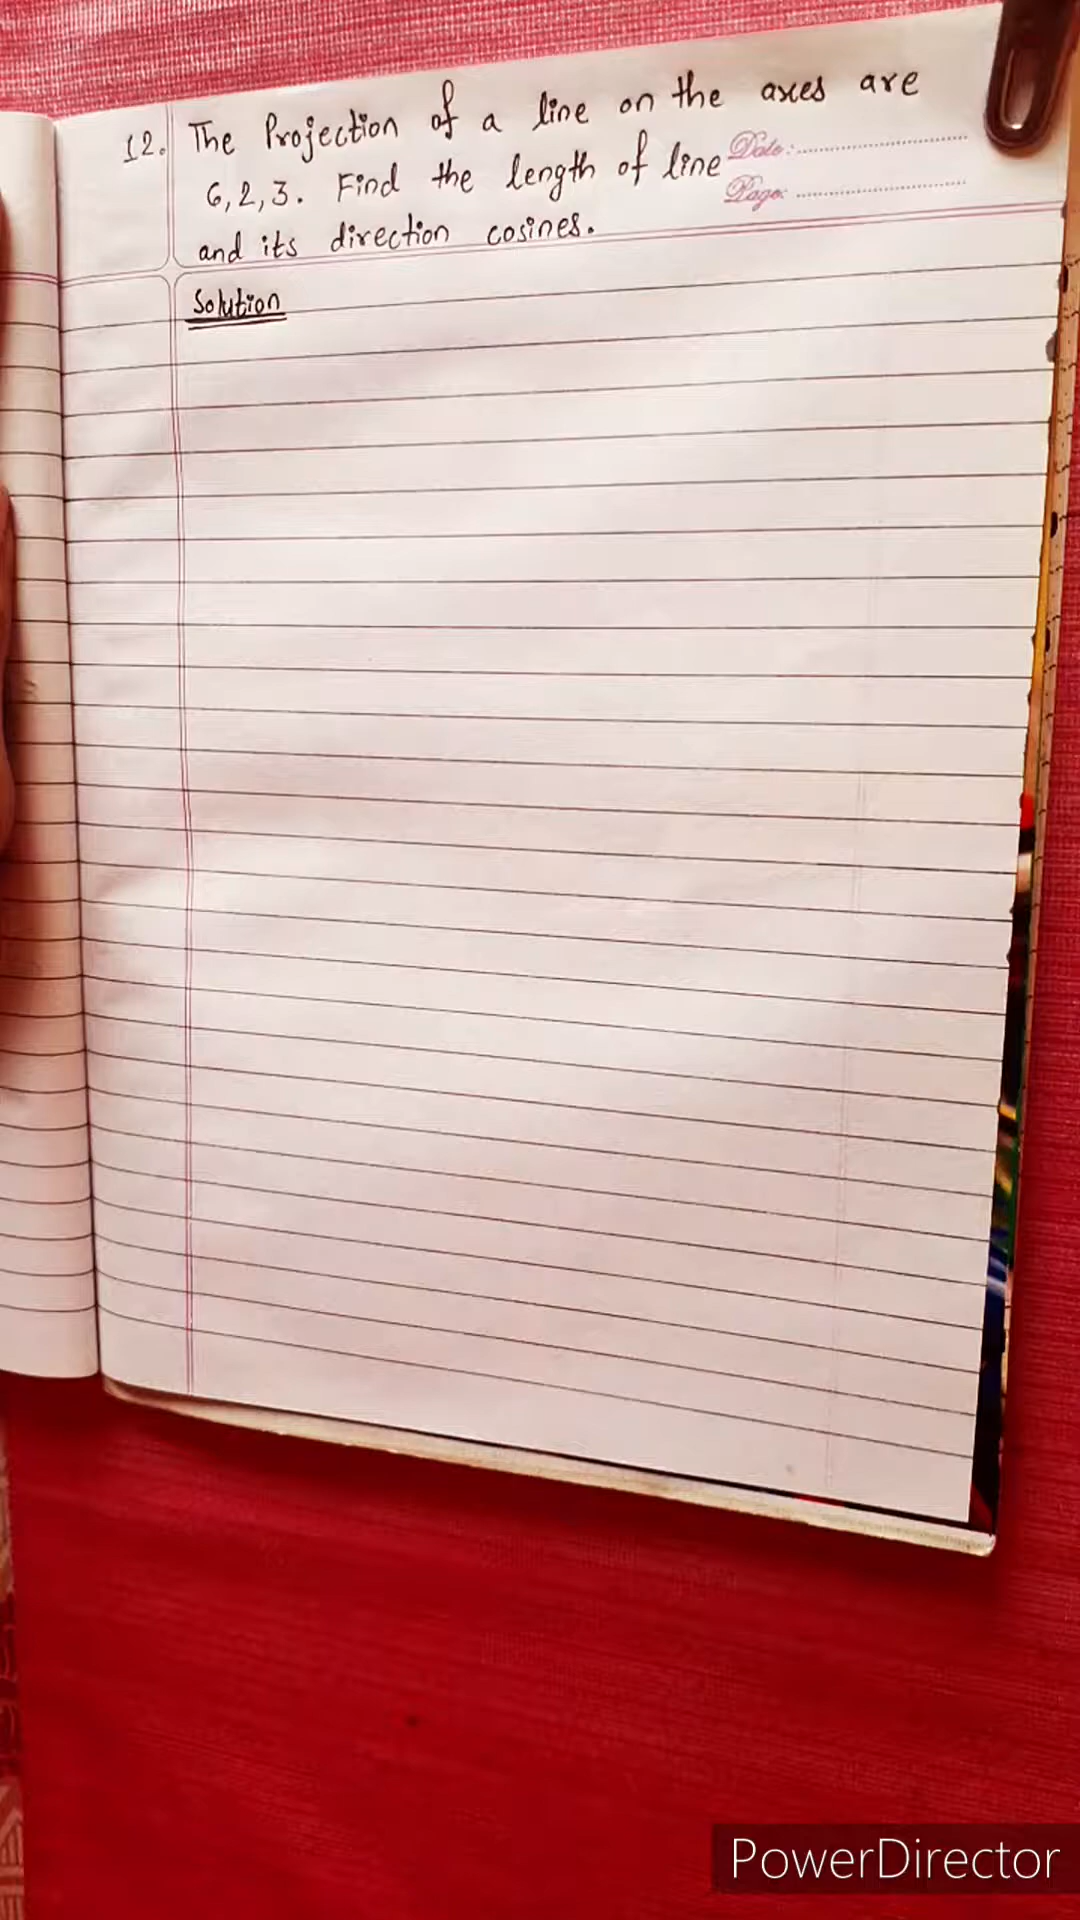 12. The Projection of a line on the axes are
6,2,3. Find the length of line
Date:
Page:
and its direction cosines.
Solution
PowerDirector